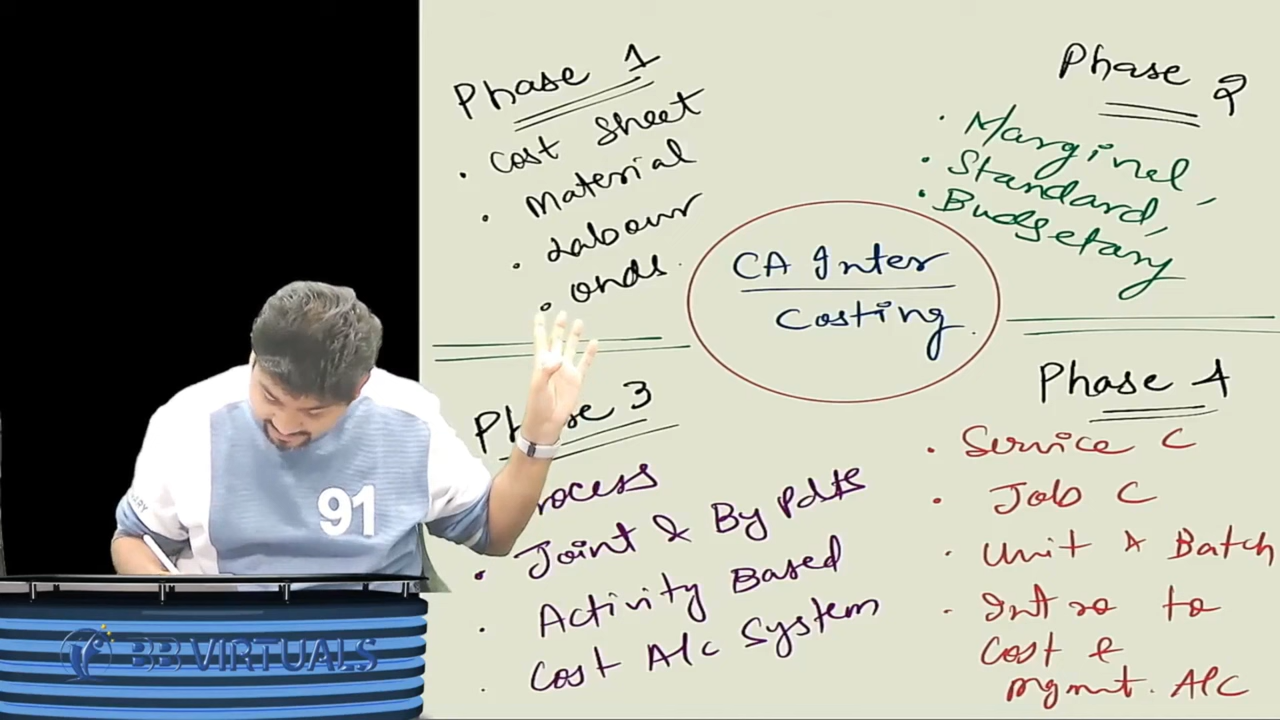 Phase 1
• Cost Sheet
• Material
• Labour
• OHDS.
Phase 2
• Marginal,
• Standard,
• Budgetary
CA Inter
Costing
Phase 3
rocess
• Joint & By Pdts
• Activity Based
• Cost A/c System
Phase 4
• Service C
• Job C
• Unit & Batch
• Intro to
Cost &
Mgmt. A/C
91
BB VIRTUALS